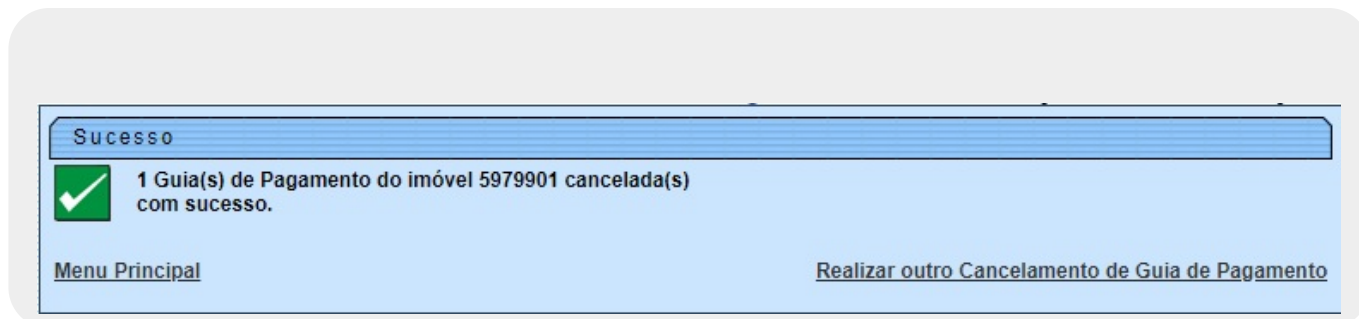 Sucesso
1 Guia(s) de Pagamento do imóvel 5979901 cancelada(s)
com sucesso.
Menu Principal
Realizar outro Cancelamento de Guia de Pagamento